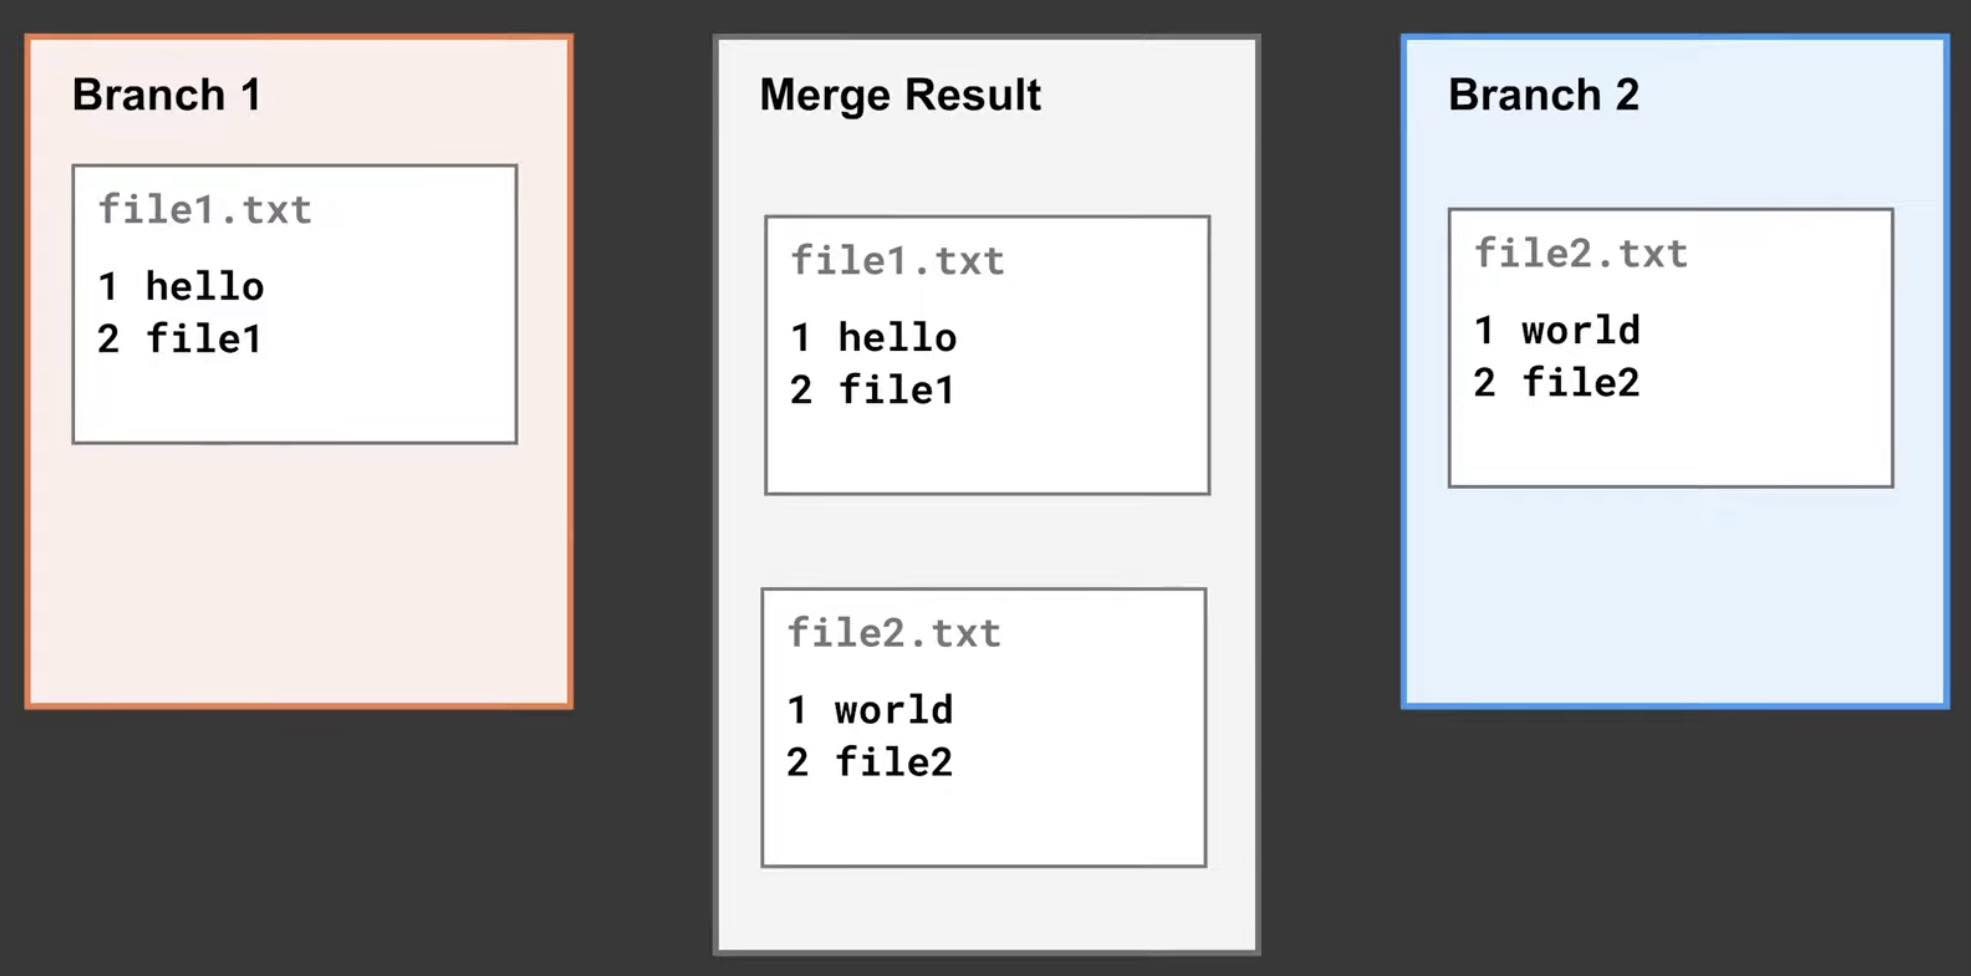 Branch 1
file1.txt
1 hello
2 file1
Merge Result
file1.txt
1 hello
2 file1
file2.txt
1 world
2 file2
Branch 2
file2.txt
1 world
2 file2